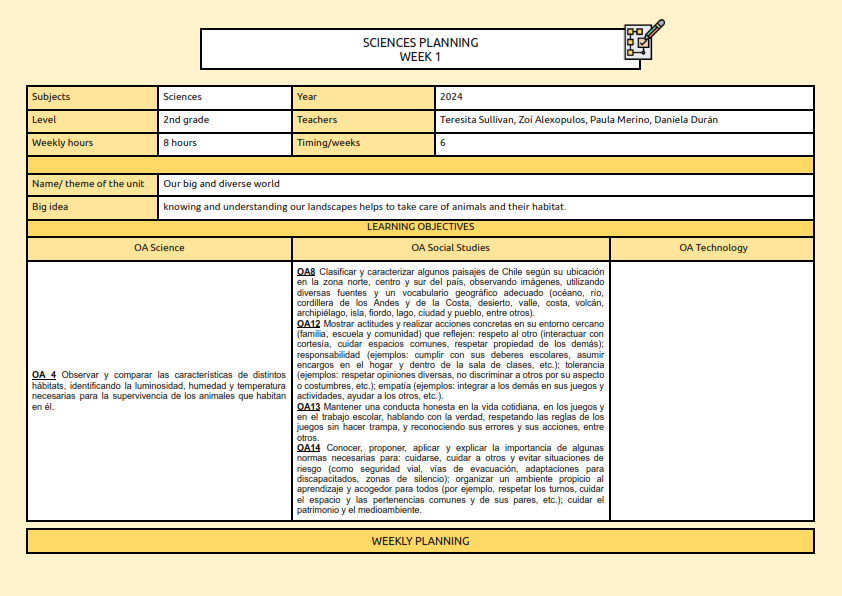 SCIENCES PLANNING
WEEK 1
Subjects Sciences Year 2024
Level 2nd grade Teachers Teresita Sullivan, Zoí Alexopulos, Paula Merino, Daniela Durán
Weekly hours 8 hours Timing/weeks 6
Name/ theme of the unit Our big and diverse world
Big idea knowing and understanding our landscapes helps to take care of animals and their habitat.
LEARNING OBJECTIVES
OA Science OA Social Studies OA Technology
OA 4 Observar y comparar las características de distintos
hábitats, identificando la luminosidad, humedad y temperatura
necesarias para la supervivencia de los animales que habitan
en él.
OA8 Clasificar y caracterizar algunos paisajes de Chile según su ubicación
en la zona norte, centro y sur del país, observando imágenes, utilizando
diversas fuentes y un vocabulario geográfico adecuado (océano, río,
cordillera de los Andes y de la Costa, desierto, valle, costa, volcán,
archipiélago, isla, fiordo, lago, ciudad y pueblo, entre otros).
OA12 Mostrar actitudes y realizar acciones concretas en su entorno cercano
(familia, escuela y comunidad) que reflejen: respeto al otro (interactuar con
cortesía, cuidar espacios comunes, respetar propiedad de los demás);
responsabilidad (ejemplos: cumplir con sus deberes escolares, asumir
encargos en el hogar y dentro de la sala de clases, etc.); tolerancia
(ejemplos: respetar opiniones diversas, no discriminar a otros por su aspecto
o costumbres, etc.); empatía (ejemplos: integrar a los demás en sus juegos y
actividades, ayudar a los otros, etc.).
OA13 Mantener una conducta honesta en la vida cotidiana, en los juegos y
en el trabajo escolar, hablando con la verdad, respetando las reglas de los
juegos sin hacer trampa, y reconociendo sus errores y sus acciones, entre
otros.
OA14 Conocer, proponer, aplicar y explicar la importancia de algunas
normas necesarias para: cuidarse, cuidar a otros y evitar situaciones de
riesgo (como seguridad vial, vías de evacuación, adaptaciones para
discapacitados, zonas de silencio); organizar un ambiente propicio al
aprendizaje y acogedor para todos (por ejemplo, respetar los turnos, cuidar
el espacio y las pertenencias comunes y de sus pares, etc.); cuidar el
patrimonio y el medioambiente.
WEEKLY PLANNING